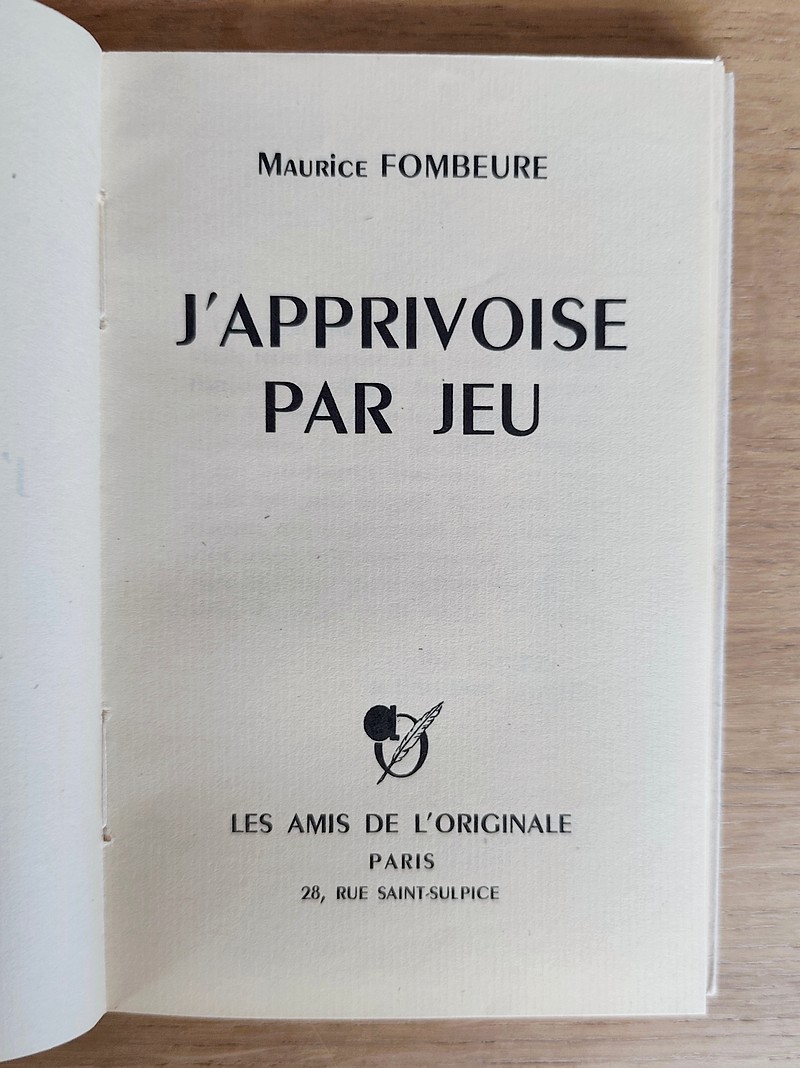 Maurice FOMBEURE
J'APPRIVOISE
PAR JEU
a
LES AMIS DE L'ORIGINALE
PARIS
28, RUE SAINT-SULPICE